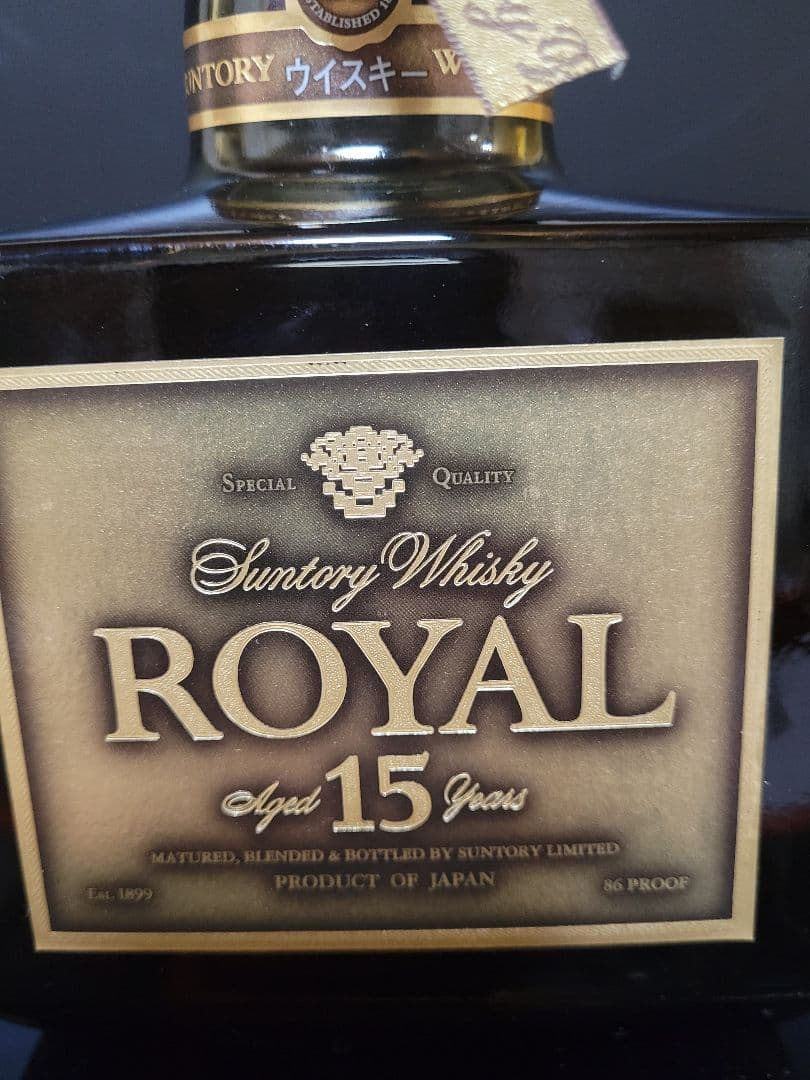 ESTABLISHED
SUNTORY ウイスキー
SPECIAL QUALITY
Suntory Whisky
ROYAL
Aged 15 Years
MATURED, BLENDED & BOTTLED BY SUNTORY LIMITED
PRODUCT OF JAPAN
Est. 1899 86 PROOF